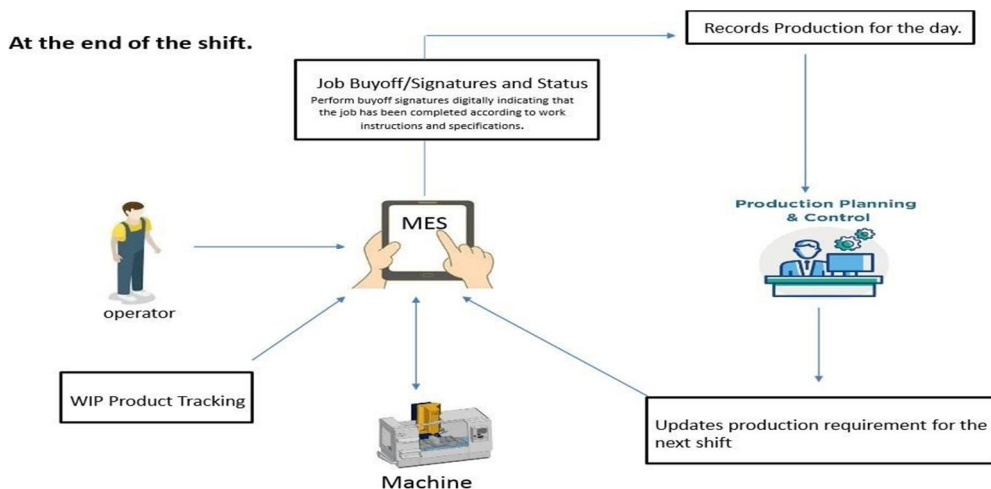 At the end of the shift.
Records Production for the day.
Job Buyoff/Signatures and Status
Perform buyoff signatures digitally indicating that
the job has been completed according to work
instructions and specifications.
MES
Production Planning
& Control
operator
WIP Product Tracking
Updates production requirement for the
next shift
Machine